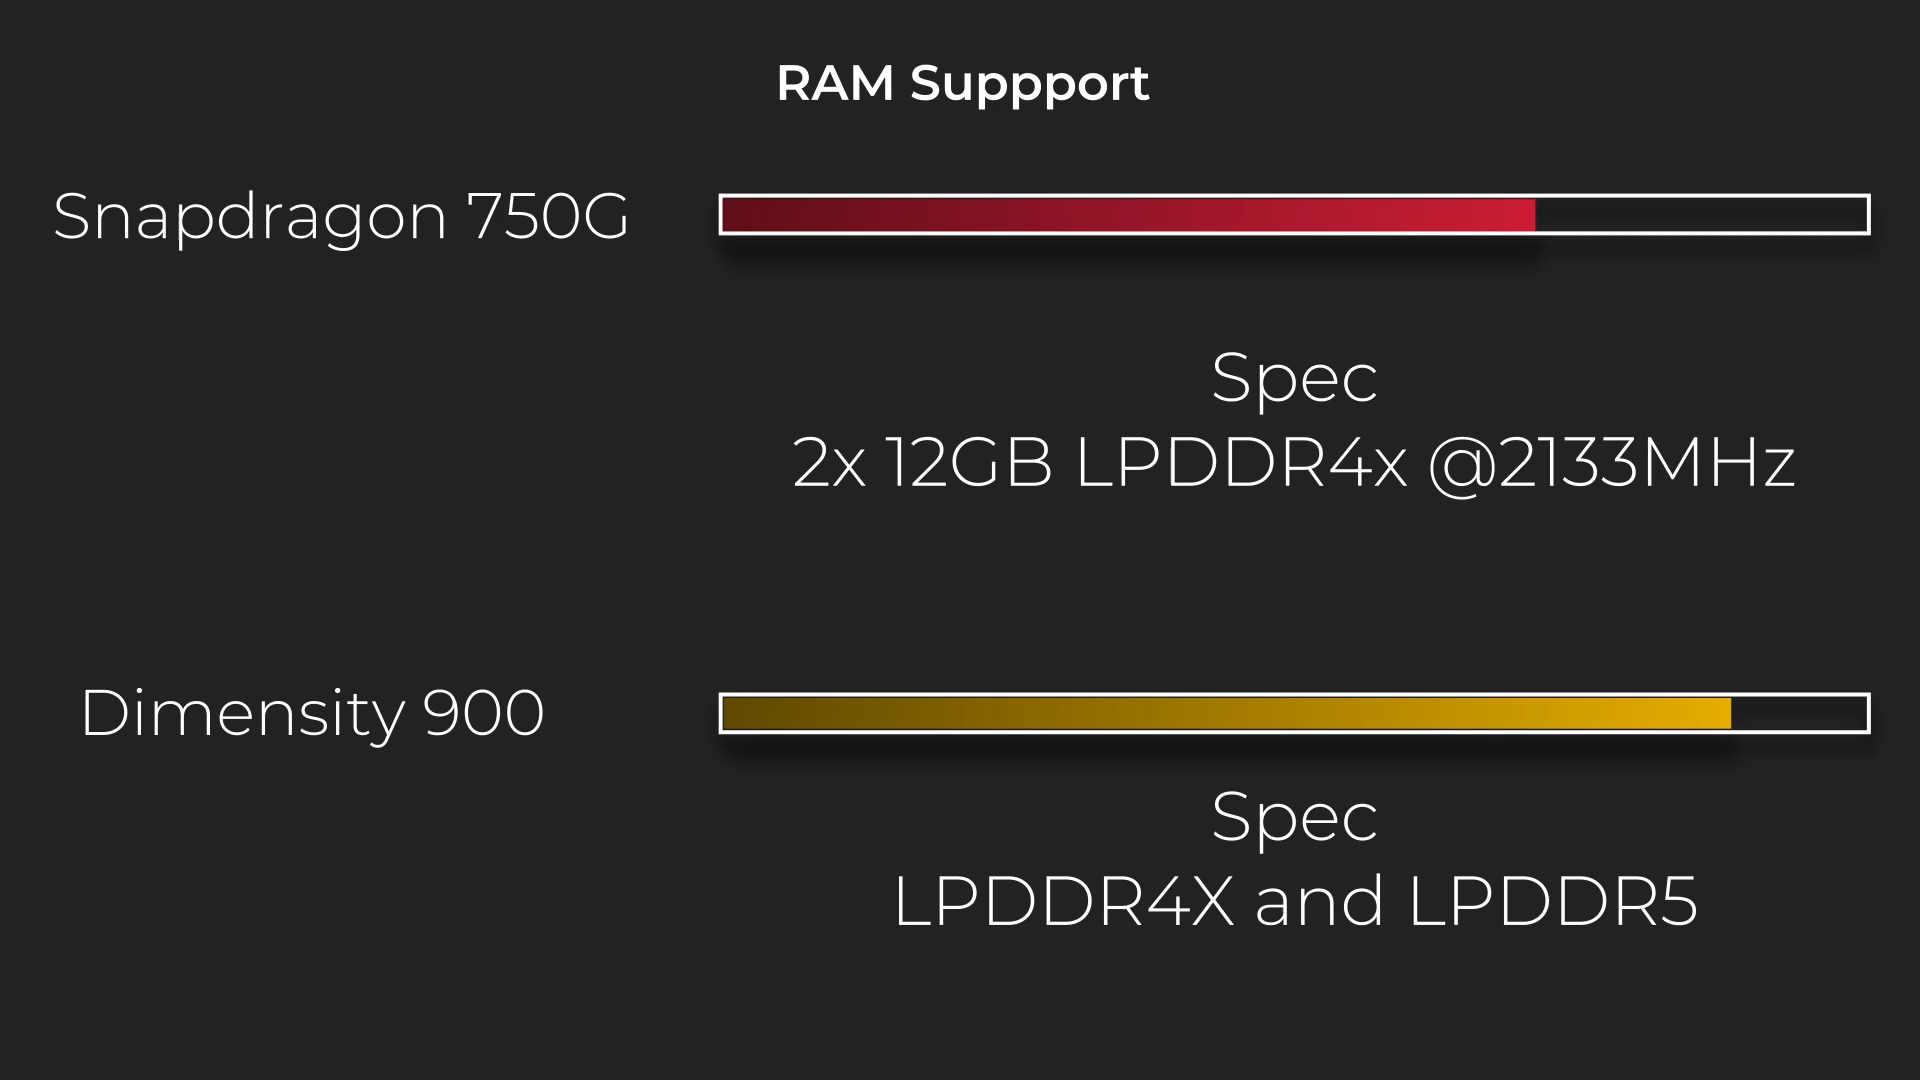 RAM Suppport
Snapdragon 750G
Spec
2x 12GB LPDDR4x @2133MHz
Dimensity 900
Spec
LPDDR4X and LPDDR5